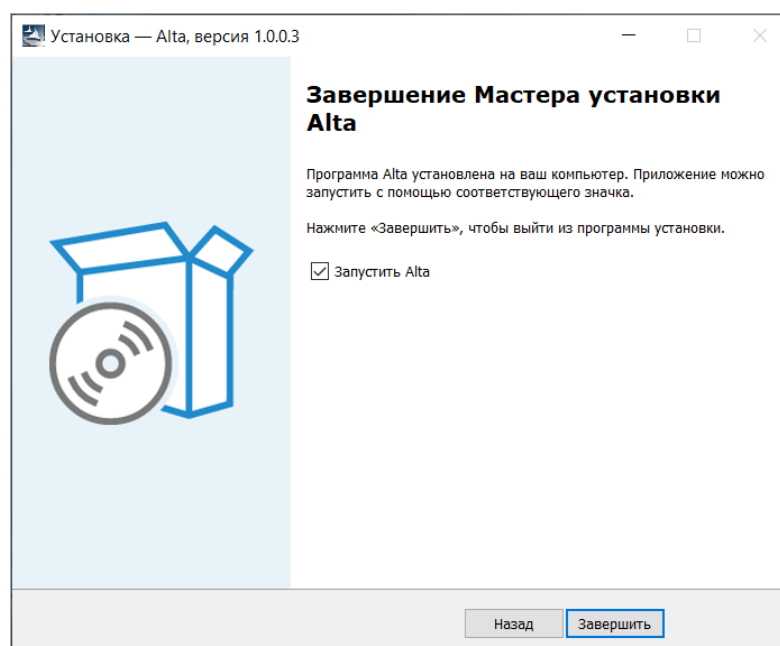 Установка — Alta, версия 1.0.0.3
Завершение Мастера установки
Alta
Программа Alta установлена на ваш компьютер. Приложение можно
запустить с помощью соответствующего значка.
Нажмите «Завершить», чтобы выйти из программы установки.
Запустить Alta
Назад
Завершить